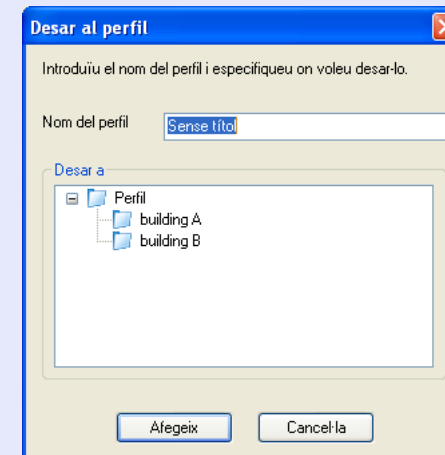 Desar al perfil
Introduïu el nom del perfil i especifiqueu on voleu desar-lo.
Nom del perfil
Sense títol
Desar a
Perfil
building A
building B
Afegeix
Cancel·la